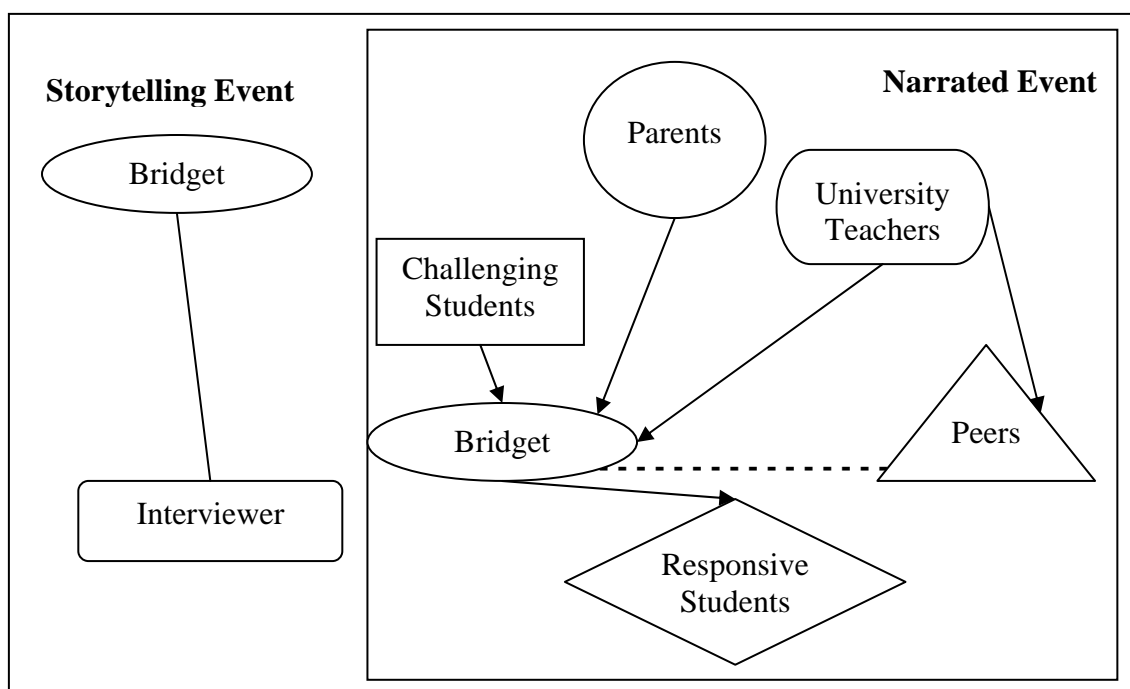 Storytelling Event
Bridget
Interviewer
Narrated Event
Parents
University
Teachers
Challenging
Students
Bridget
Peers
Responsive
Students